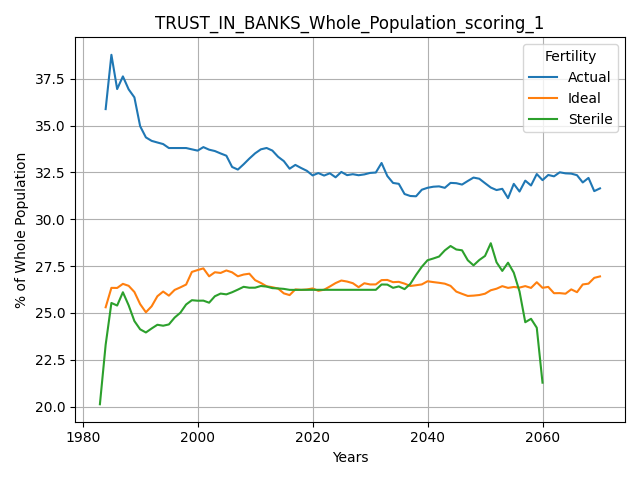 TRUST_IN_BANKS_Whole_Population_scoring_1
% of Whole Population
37.5
35.0
32.5
30.0
27.5
25.0
22.5
20.0
Fertility
Actual
Ideal
Sterile
1980
2000
2020
2040
2060
Years